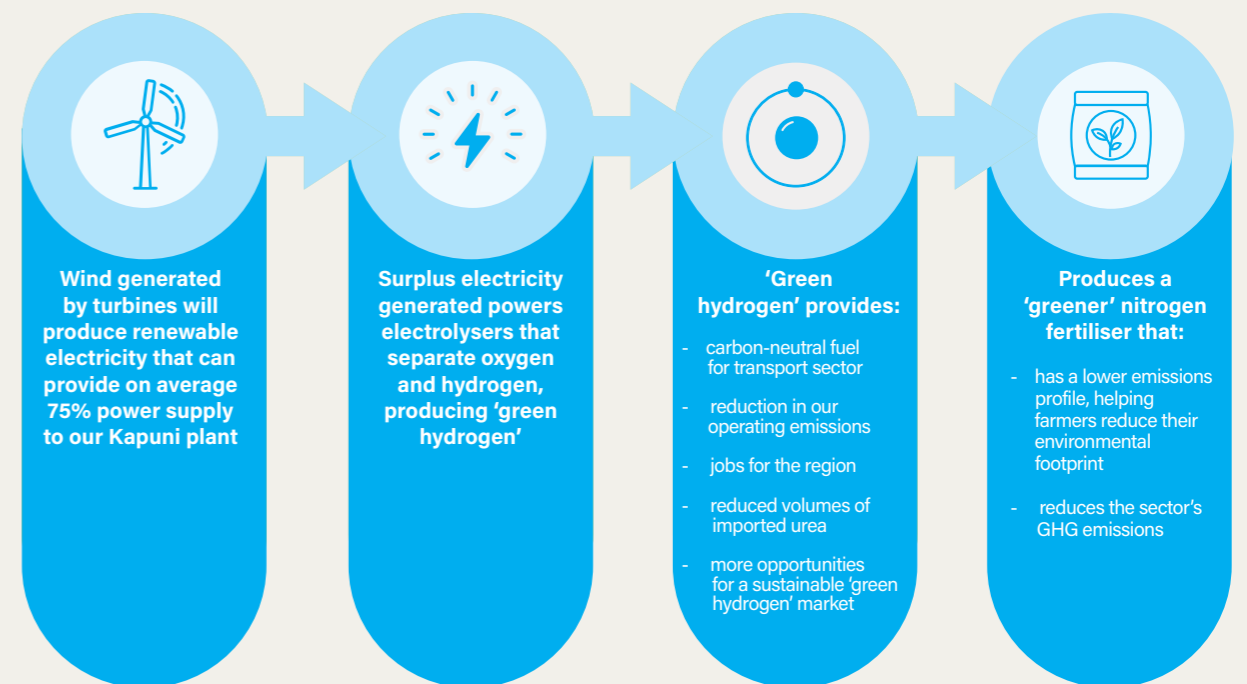 Wind generated
by turbines will
produce renewable
electricity that can
provide on average
75% power supply
to our Kapuni plant
Surplus electricity
generated powers
electrolysers that
separate oxygen
and hydrogen,
producing ‘green
hydrogen’
‘Green
hydrogen’ provides:
- carbon-neutral fuel
for transport sector
- reduction in our
operating emissions
- jobs for the region
- reduced volumes of
imported urea
- more opportunities
for a sustainable ‘green
hydrogen’ market
Produces a
‘greener’ nitrogen
fertiliser that:
- has a lower emissions
profile, helping
farmers reduce their
environmental
footprint
- reduces the sector’s
GHG emissions